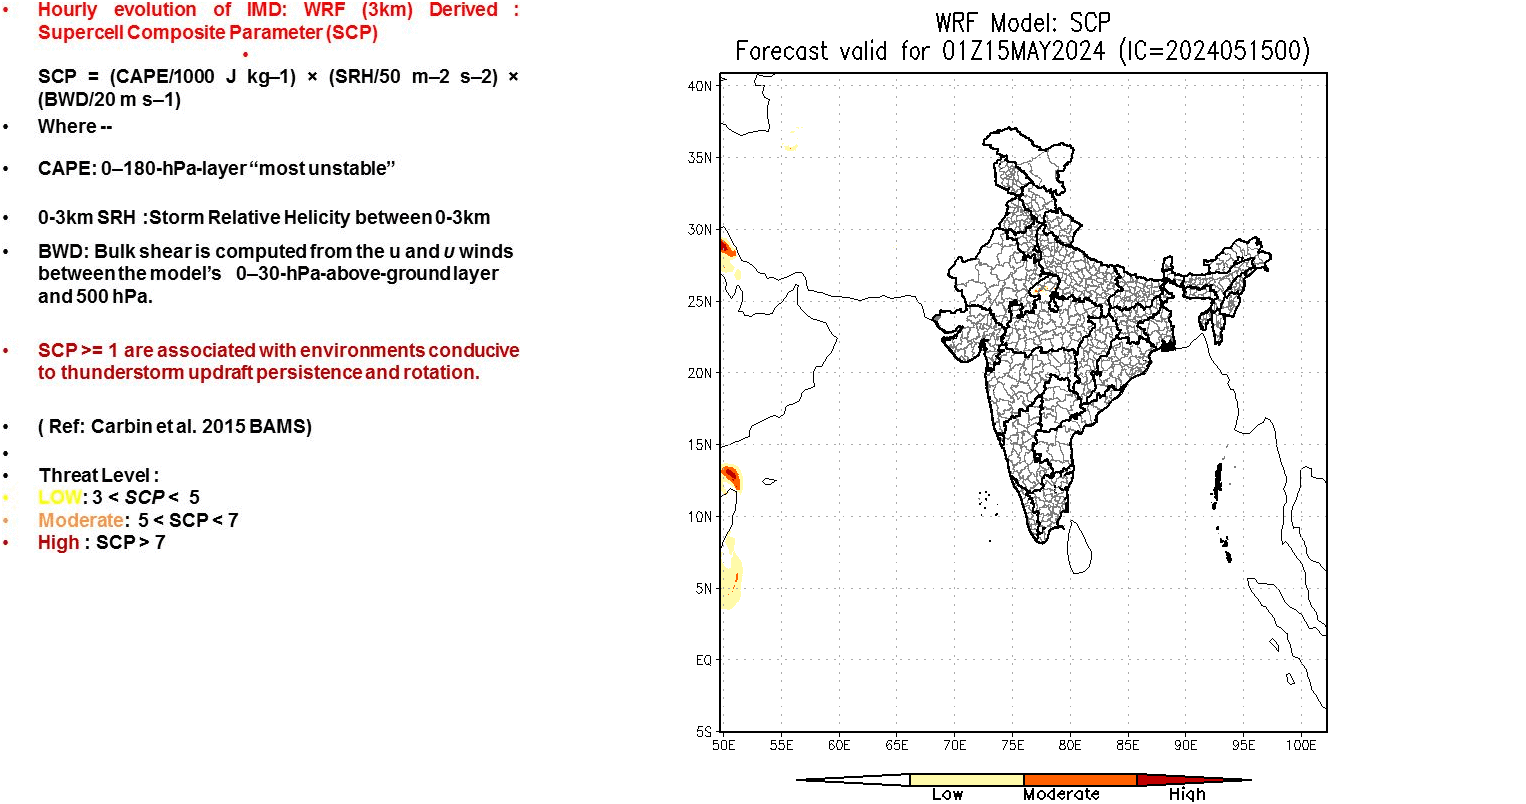 • Hourly evolution of IMD: WRF (3km) Derived :
Supercell Composite Parameter (SCP)
•
SCP = (CAPE/1000 J kg–1) × (SRH/50 m–2 s–2) ×
(BWD/20 m s–1)
• Where --
• CAPE: 0–180-hPa-layer “most unstable”
• 0-3km SRH :Storm Relative Helicity between 0-3km
• BWD: Bulk shear is computed from the u and υ winds
between the model’s 0–30-hPa-above-ground layer
and 500 hPa.
• SCP >= 1 are associated with environments conducive
to thunderstorm updraft persistence and rotation.
• ( Ref: Carbin et al. 2015 BAMS)
•
• Threat Level :
• LOW: 3 < SCP < 5
• Moderate: 5 < SCP < 7
• High : SCP > 7
WRF Model: SCP
Forecast valid for 01Z15MAY2024 (IC=2024051500)
40N
35N
30N
25N
20N
15N
10N
5N
EQ
5S
50E 55E 60E 65E 70E 75E 80E 85E 90E 95E 100E
Low Moderate High